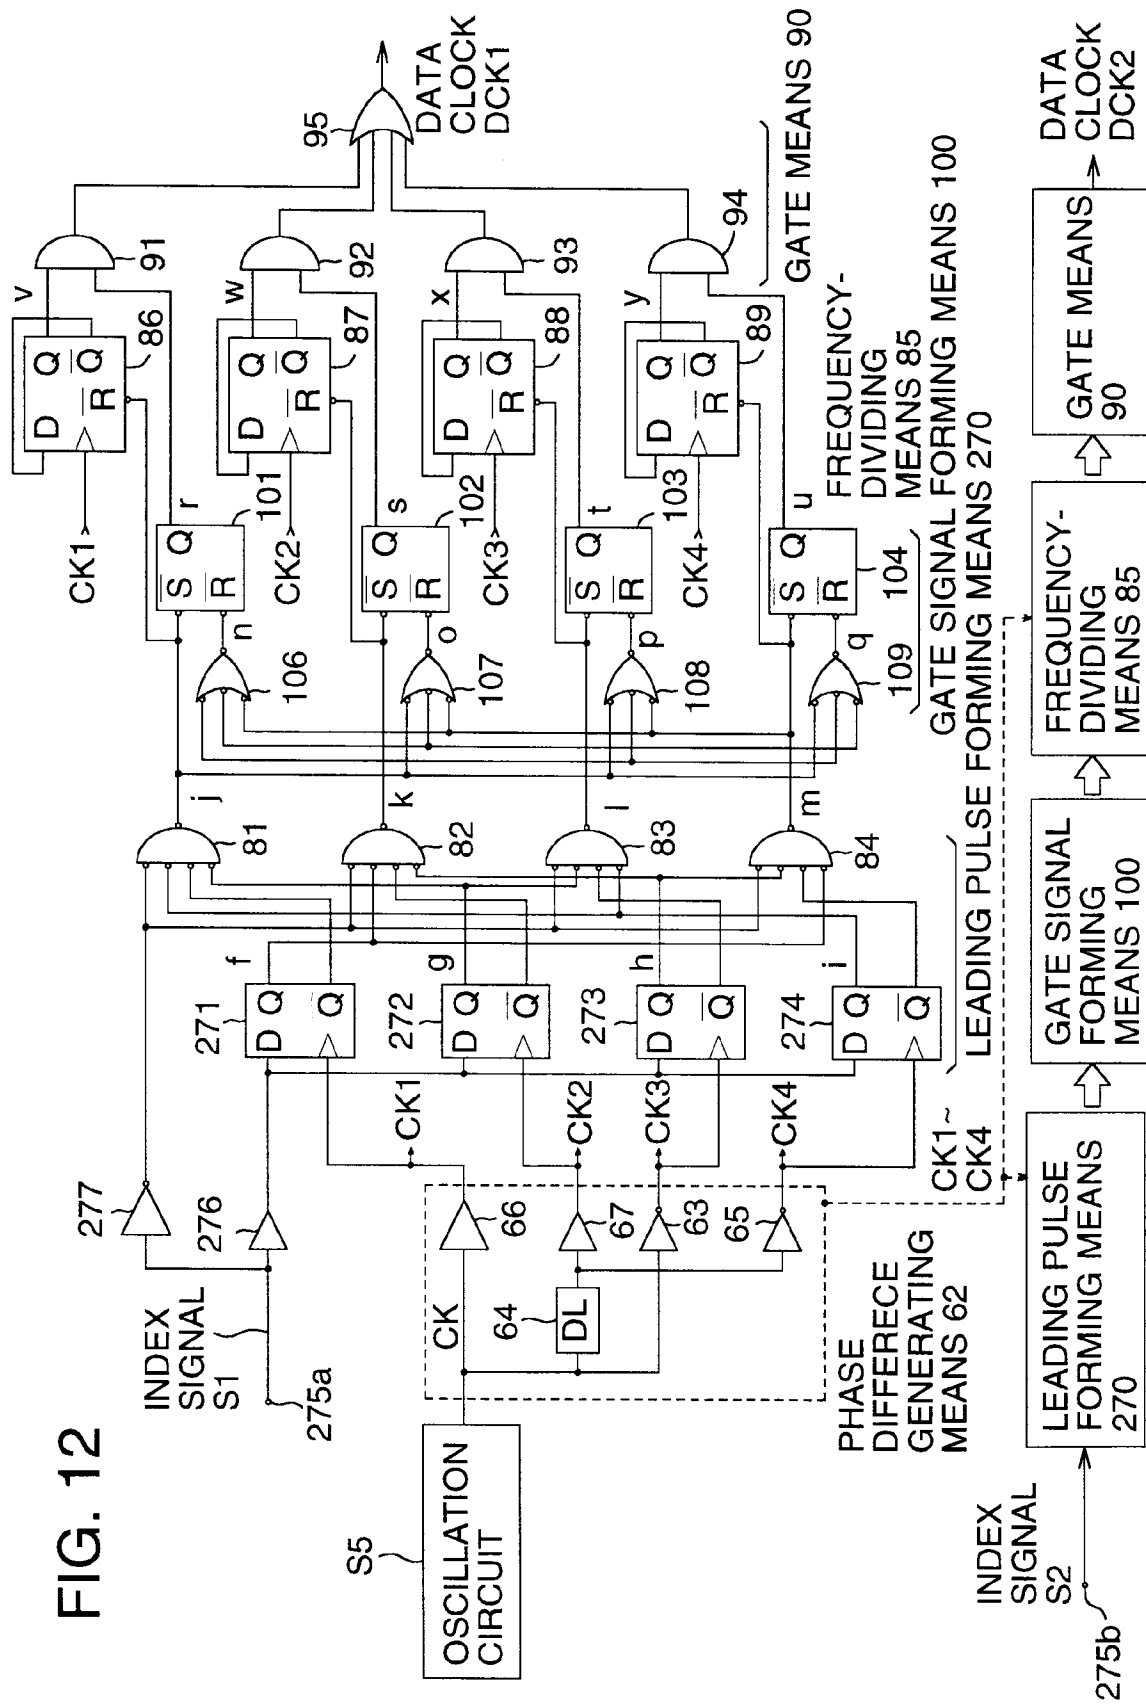 FIG. 12
INDEX
SIGNAL
S1
275a
277
276
OSCILLATION
CIRCUIT
S5
CK
64
DL
66
67
63
65
PHASE
DIFFERECE
GENERATING
MEANS 62
CK1
CK2
CK3
CK4
CK1~
CK4
271
D Q
Q
f
272
D Q
Q
g
273
D Q
Q
h
274
D Q
Q
i
LEADING PULSE FORMING MEANS 270
81
82
83
84
j
k
l
m
106
107
108
109
n
o
p
q
S Q
R
101
r
S Q
R
102
s
S Q
R
103
t
S Q
R
104
u
GATE SIGNAL FORMING MEANS 100
CK1
D Q
Q
R
86
v
CK2
D Q
Q
R
87
w
CK3
D Q
Q
R
88
x
CK4
D Q
Q
R
89
y
FREQUENCY-
DIVIDING
MEANS 85
91
92
93
94
95
GATE MEANS 90
DATA
CLOCK
DCK1
INDEX
SIGNAL
S2
275b
LEADING PULSE
FORMING MEANS
270
GATE SIGNAL
FORMING
MEANS 100
FREQUENCY-
DIVIDING
MEANS 85
GATE MEANS
90
DATA
CLOCK
DCK2